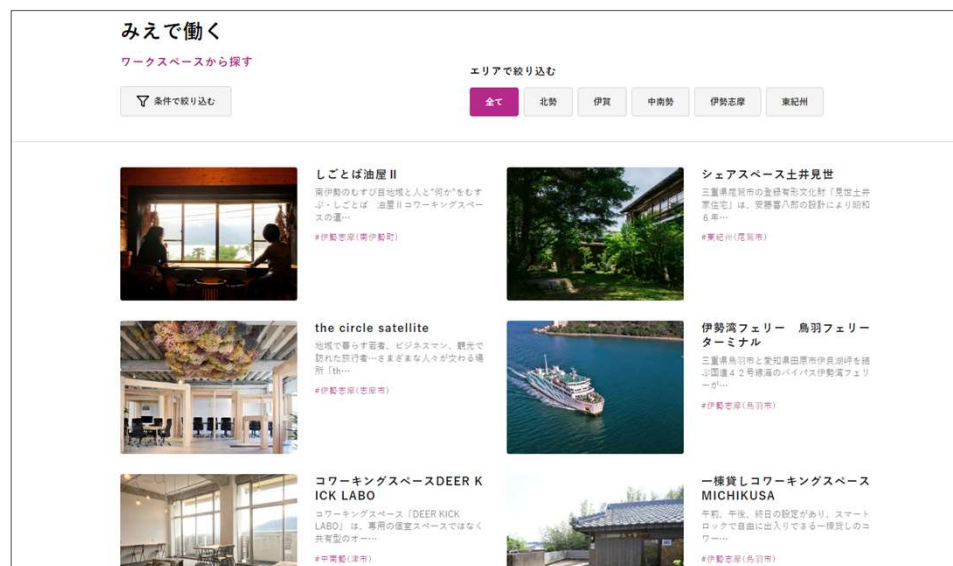 みえで働く
ワークスペースから探す
条件で絞り込む
エリアで絞り込む
全て
北勢
伊賀
中南勢
伊勢志摩
東紀州
しごとば油屋Ⅱ
南伊勢のむすび目地域と人と"何か"をむす
ぶ・しごとば 油屋Ⅱコワーキングスペー
スの運…
#伊勢志摩(南伊勢町)
シェアスペース土井見世
三重県尾鷲市の登録有形文化財「見世土井
家住宅」は、安藤喜八郎の設計により昭和
6年…
#東紀州(尾鷲市)
the circle satellite
地域で暮らす若者、ビジネスマン、観光で
訪れた旅行者…さまざまな人々が交わる場
所「th…
#伊勢志摩(志摩市)
伊勢湾フェリー 鳥羽フェリー
ターミナル
三重県鳥羽市と愛知県田原市伊良湖岬を結
ぶ国道42号線海のバイパス伊勢湾フェリ
ーが…
#伊勢志摩(鳥羽市)
コワーキングスペースDEER K
ICK LABO
コワーキングスペース「DEER KICK
LABO」 は、専用の個室スペースではなく
共有型のオー…
#中南勢(津市)
一棟貸しコワーキングスペース
MICHIKUSA
午前、午後、終日の設定があり、スマート
ロックで自由に出入りできる一棟貸しのコ
ワー…
#伊勢志摩(鳥羽市)